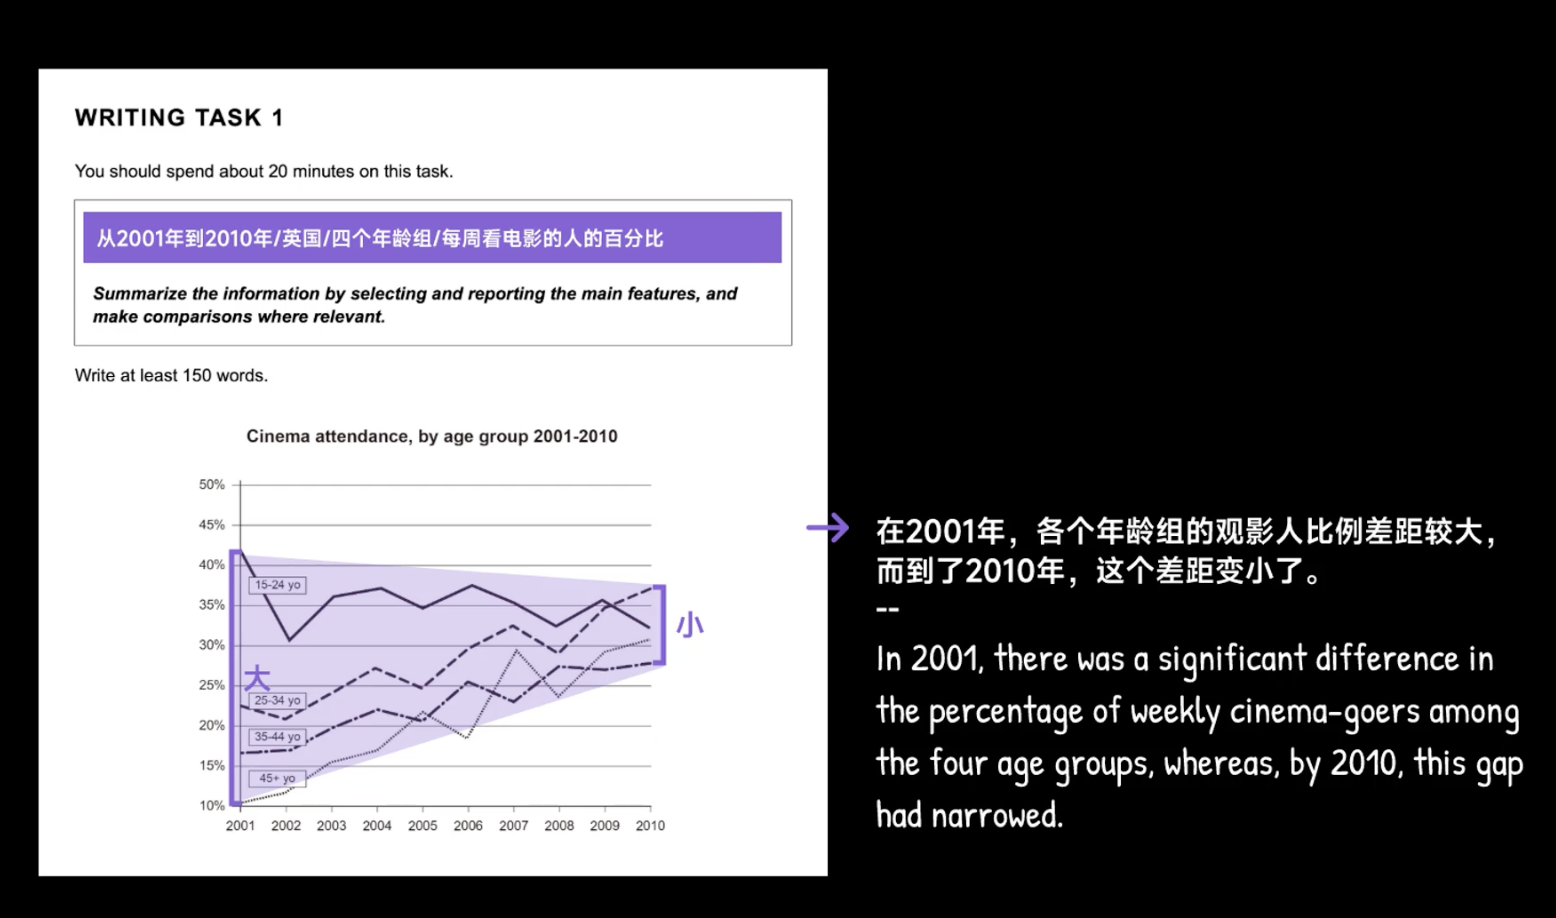 WRITING TASK 1
You should spend about 20 minutes on this task.
从2001年到2010年/英国/四个年龄组/每周看电影的人的百分比
Summarize the information by selecting and reporting the main features, and
make comparisons where relevant.
Write at least 150 words.
Cinema attendance, by age group 2001-2010
50%
45%
40%
35%
30%
25%
20%
15%
10%
15-24 yo
大
25-34 yo
35-44 yo
45+ yo
小
2001 2002 2003 2004 2005 2006 2007 2008 2009 2010
在2001年，各个年龄组的观影人比例差距较大，
而到了2010年，这个差距变小了。
--
In 2001, there was a significant difference in
the percentage of weekly cinema-goers among
the four age groups, whereas, by 2010, this gap
had narrowed.